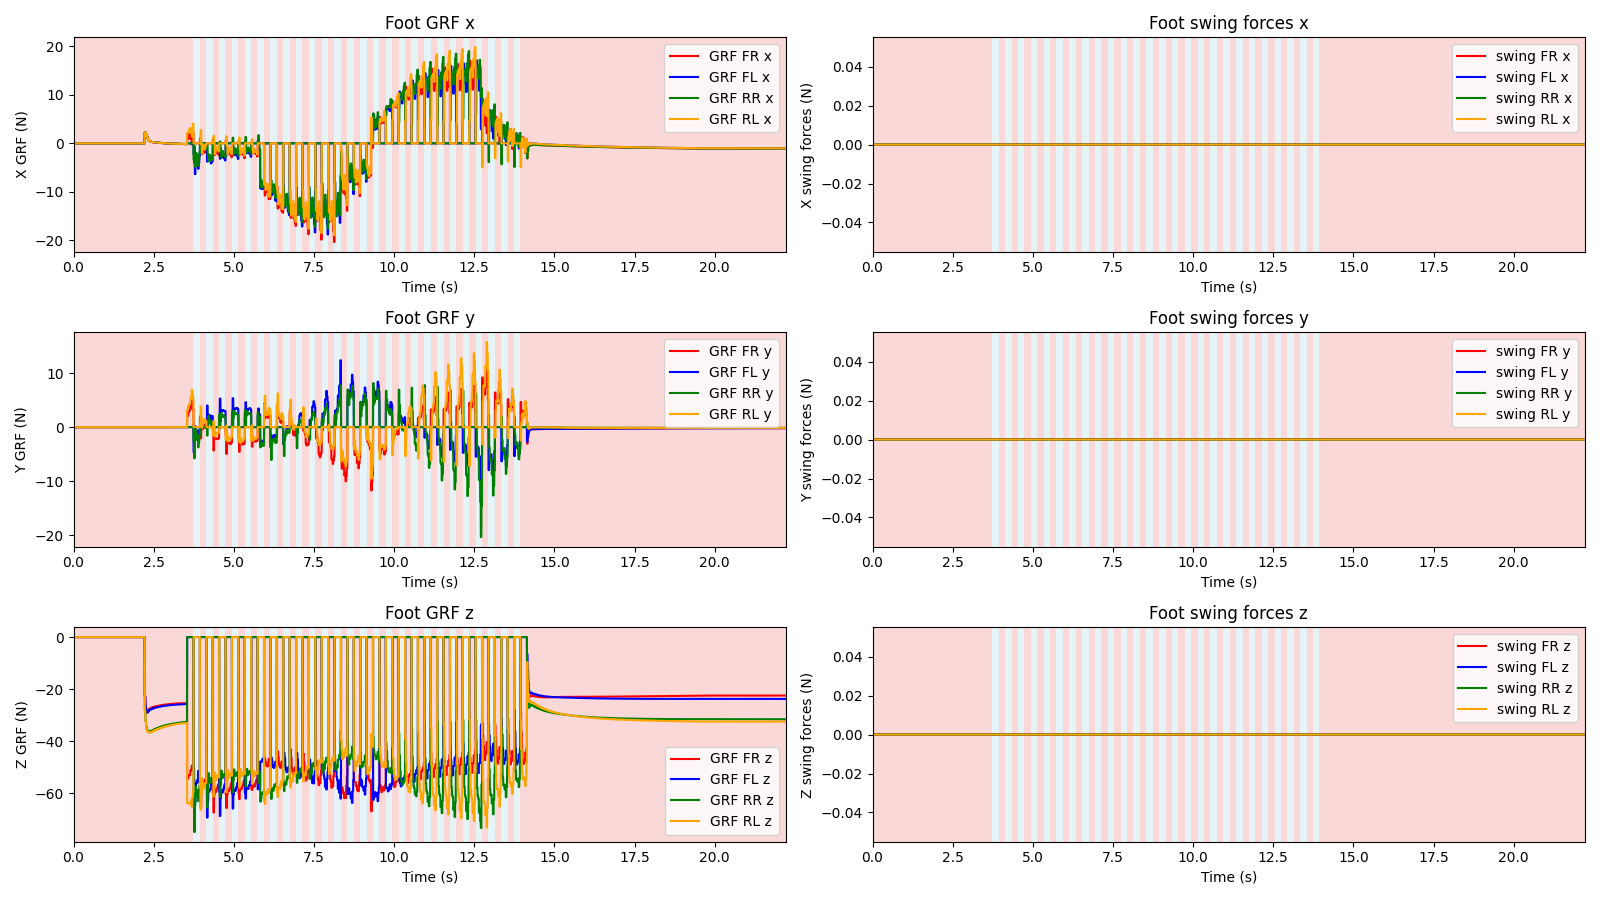 Foot GRF x
X GRF (N)
20
10
0
−10
−20
GRF FR x
GRF FL x
GRF RR x
GRF RL x
0.0 2.5 5.0 7.5 10.0 12.5 15.0 17.5 20.0
Time (s)
Foot swing forces x
X swing forces (N)
0.04
0.02
0.00
−0.02
−0.04
swing FR x
swing FL x
swing RR x
swing RL x
0.0 2.5 5.0 7.5 10.0 12.5 15.0 17.5 20.0
Time (s)
Foot GRF y
Y GRF (N)
10
0
−10
−20
GRF FR y
GRF FL y
GRF RR y
GRF RL y
0.0 2.5 5.0 7.5 10.0 12.5 15.0 17.5 20.0
Time (s)
Foot swing forces y
Y swing forces (N)
0.04
0.02
0.00
−0.02
−0.04
swing FR y
swing FL y
swing RR y
swing RL y
0.0 2.5 5.0 7.5 10.0 12.5 15.0 17.5 20.0
Time (s)
Foot GRF z
Z GRF (N)
0
−20
−40
−60
GRF FR z
GRF FL z
GRF RR z
GRF RL z
0.0 2.5 5.0 7.5 10.0 12.5 15.0 17.5 20.0
Time (s)
Foot swing forces z
Z swing forces (N)
0.04
0.02
0.00
−0.02
−0.04
swing FR z
swing FL z
swing RR z
swing RL z
0.0 2.5 5.0 7.5 10.0 12.5 15.0 17.5 20.0
Time (s)